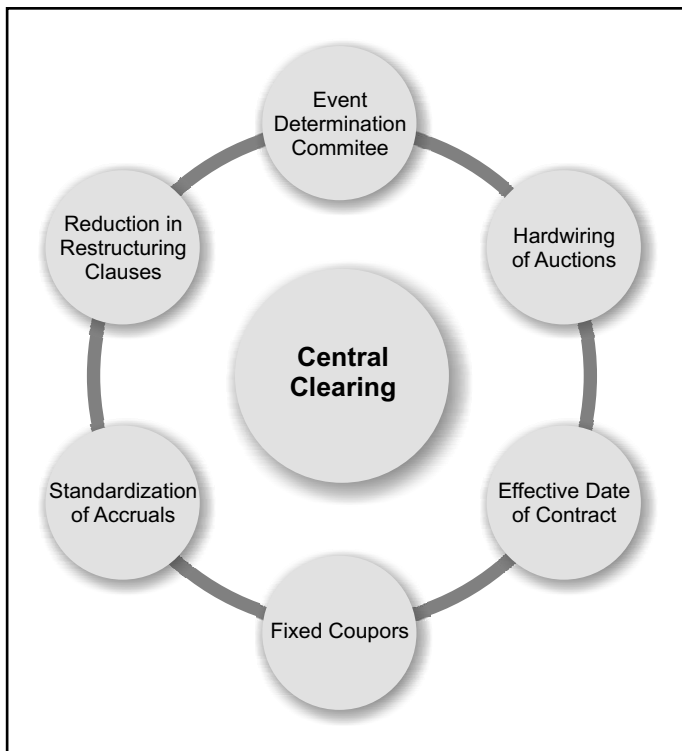 Event
Determination
Commitee
Hardwiring
of Auctions
Effective Date
of Contract
Fixed Coupors
Standardization
of Accruals
Reduction in
Restructuring
Clauses
Central
Clearing